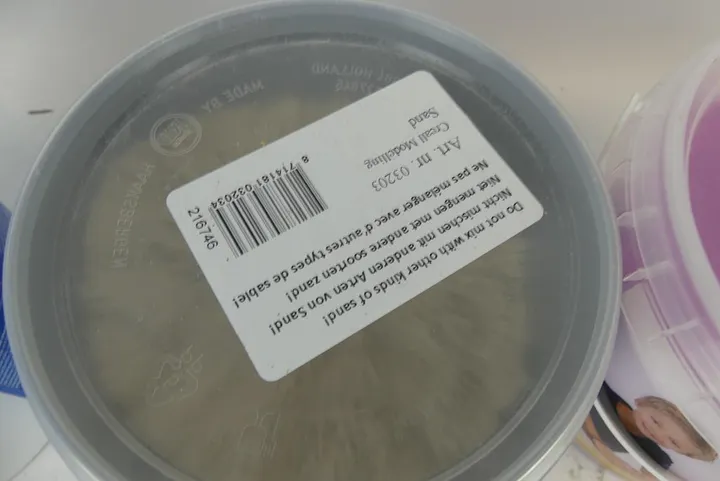 Art. nr. 03203
Creall Modelling
Sand
8 714181 032034
216746
Do not mix with other kinds of sand!
Nicht mischen mit anderen Arten von Sand!
Niet mengen met andere soorten zand!
Ne pas mélanger avec d'autres types de sable!
MADE BY
HOLLAND